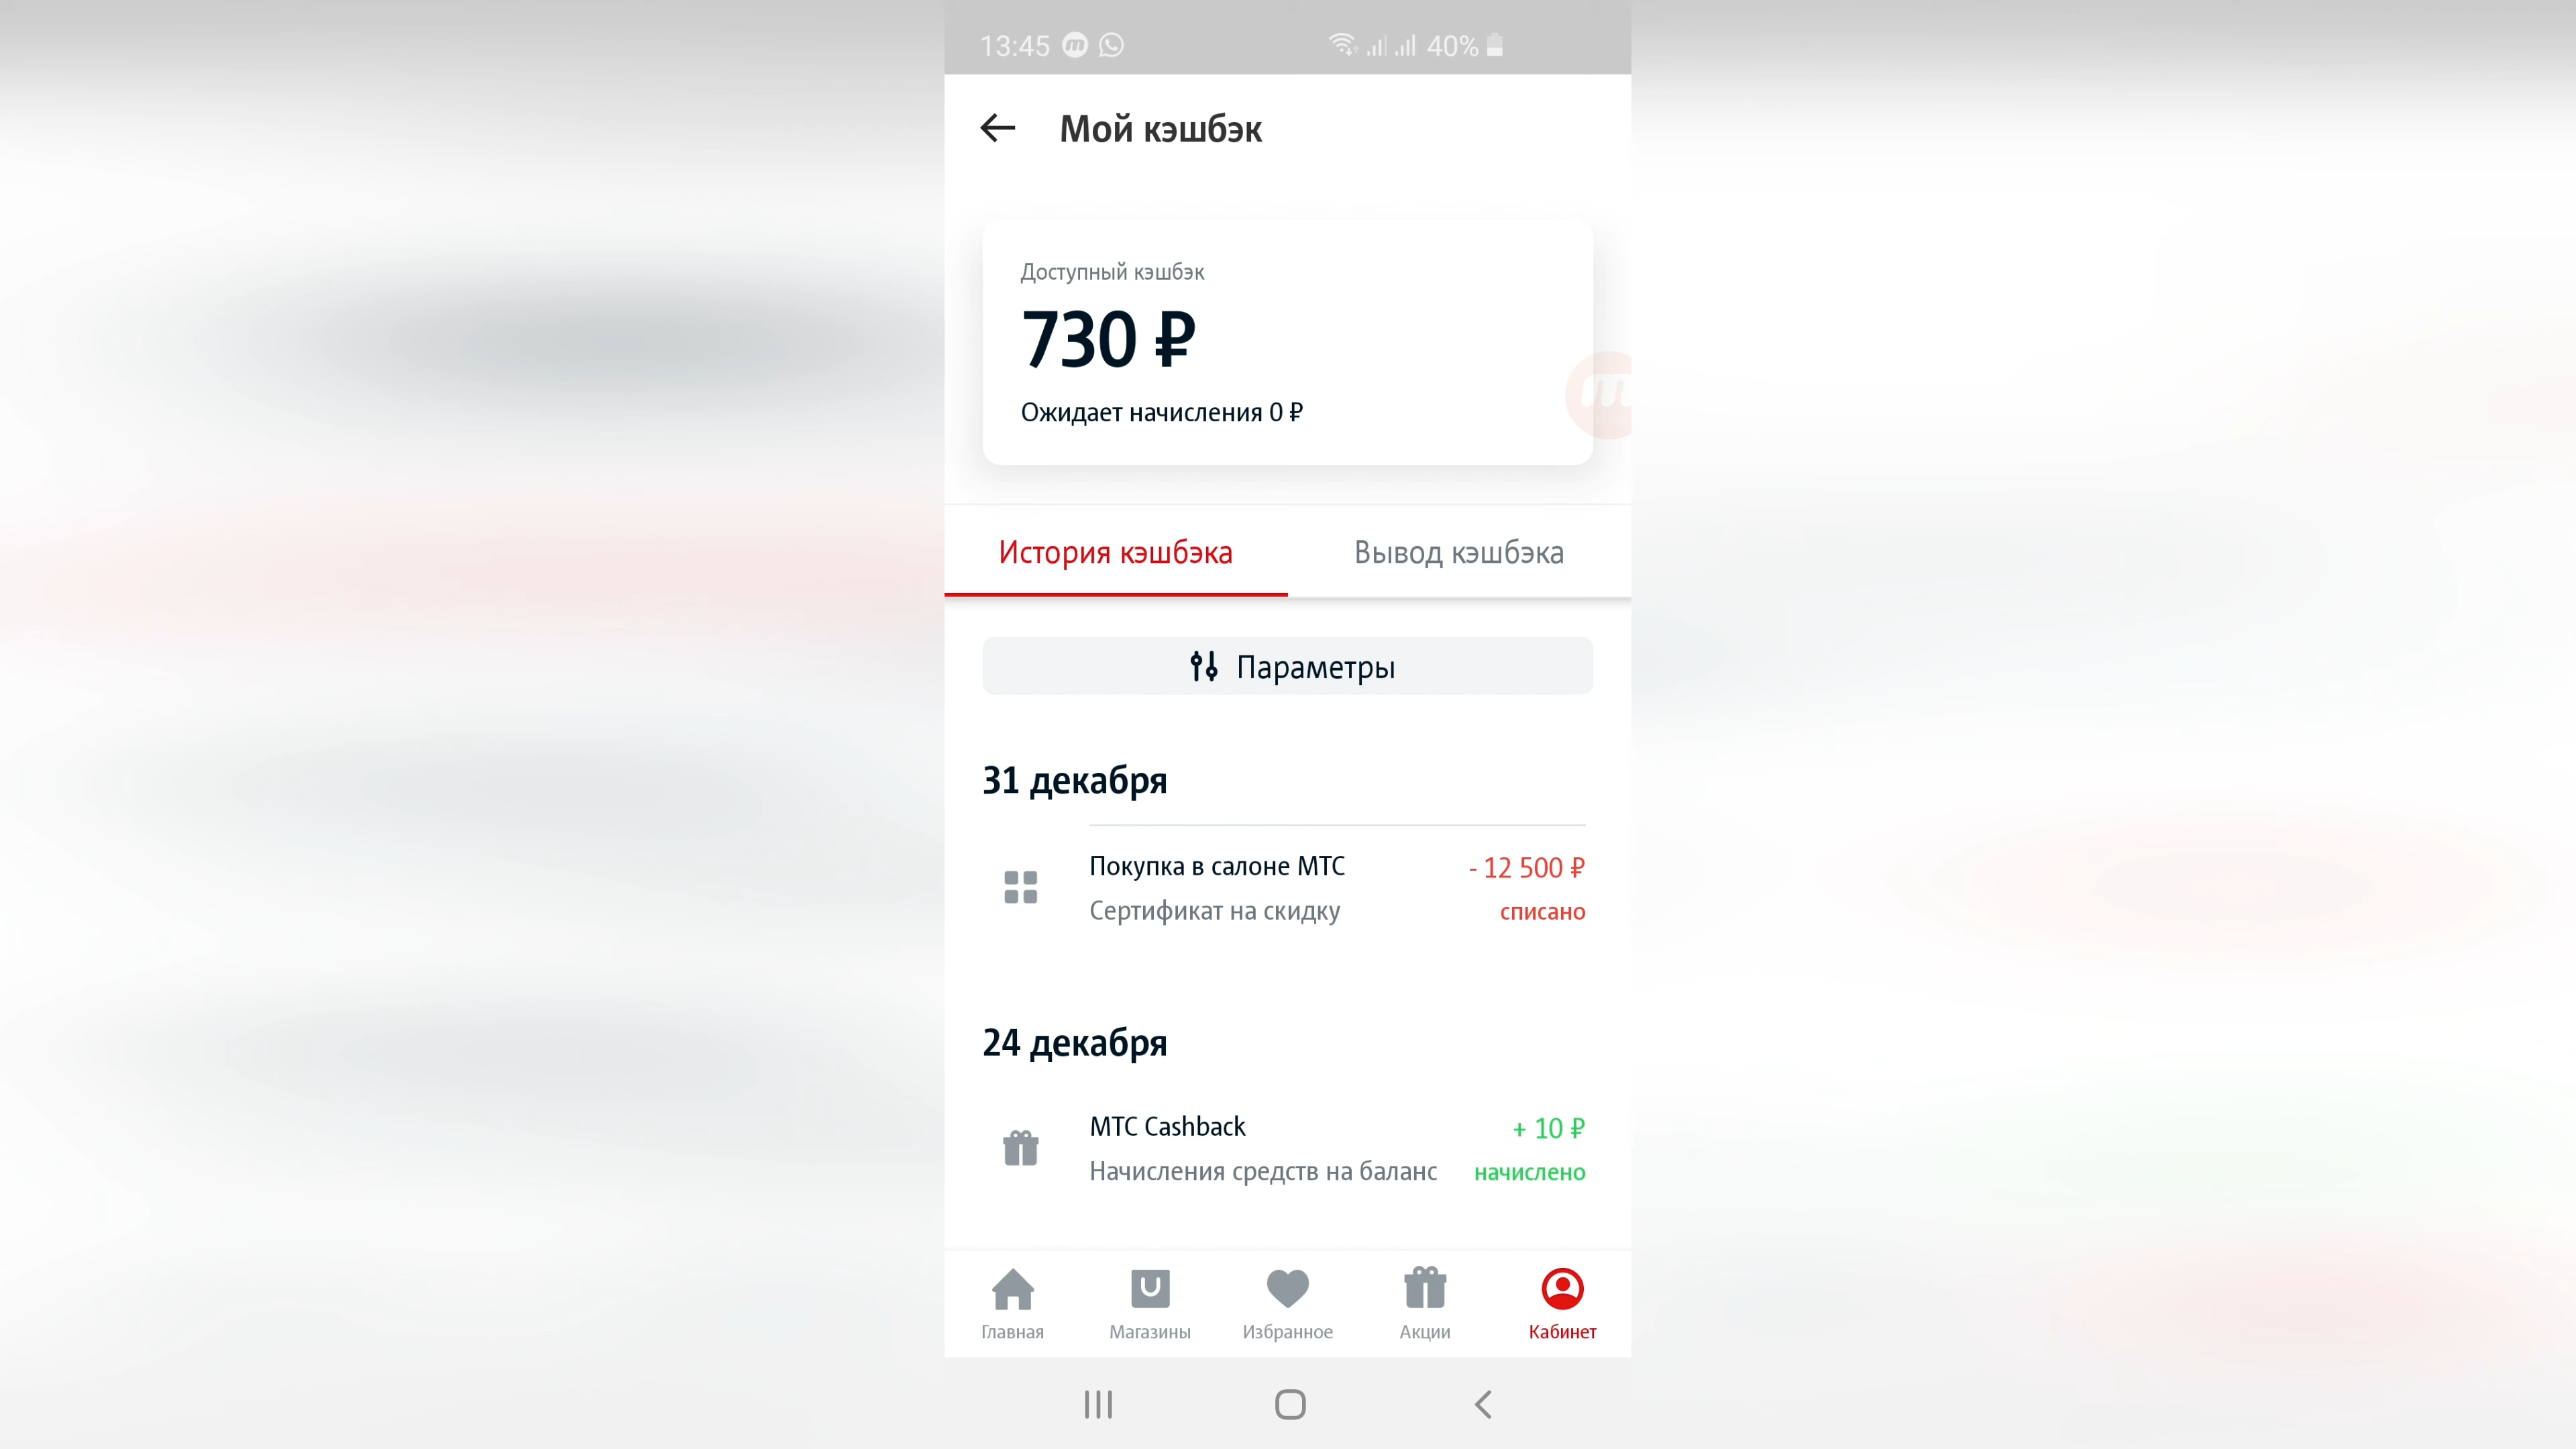 13:45 40%
Мой кэшбэк
Доступный кэшбэк
730 ₽
Ожидает начисления 0 ₽
История кэшбэка Вывод кэшбэка
Параметры
31 декабря
Покупка в салоне МТС - 12 500 ₽
Сертификат на скидку списано
24 декабря
МТС Cashback + 10 ₽
Начисления средств на баланс начислено
Главная Магазины Избранное Акции Кабинет